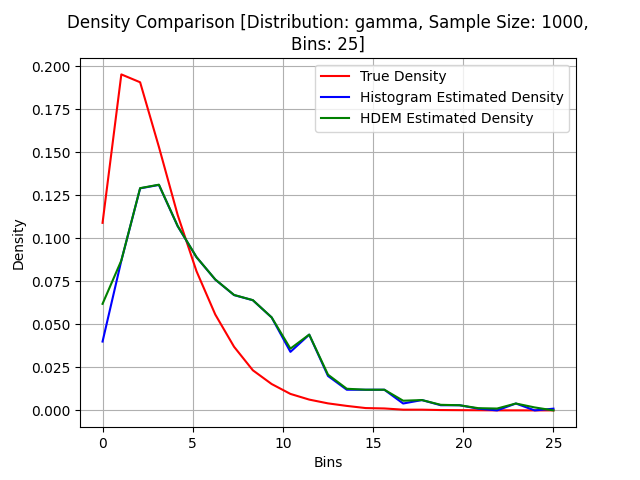 Density Comparison [Distribution: gamma, Sample Size: 1000,
Bins: 25]
True Density
Histogram Estimated Density
HDEM Estimated Density
Density
0.200
0.175
0.150
0.125
0.100
0.075
0.050
0.025
0.000
0 5 10 15 20 25
Bins